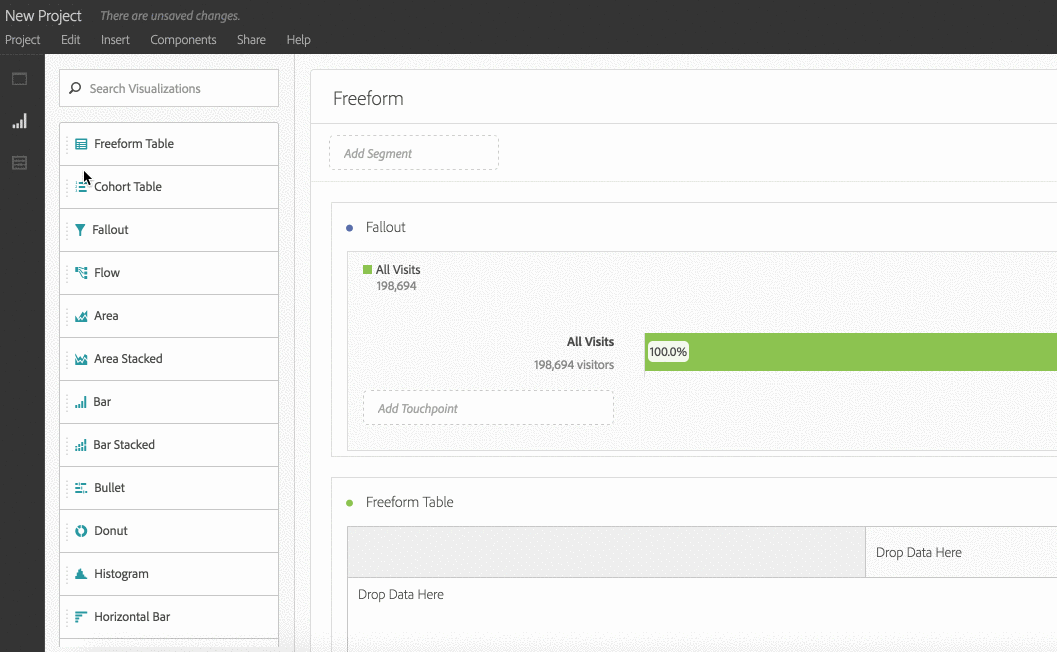 New Project There are unsaved changes.
Project Edit Insert Components Share Help
Search Visualizations
Freeform Table
Cohort Table
Fallout
Flow
Area
Area Stacked
Bar
Bar Stacked
Bullet
Donut
Histogram
Horizontal Bar
Freeform
Add Segment
Fallout
All Visits
198,694
All Visits
198,694 visitors
100.0%
Add Touchpoint
Freeform Table
Drop Data Here
Drop Data Here